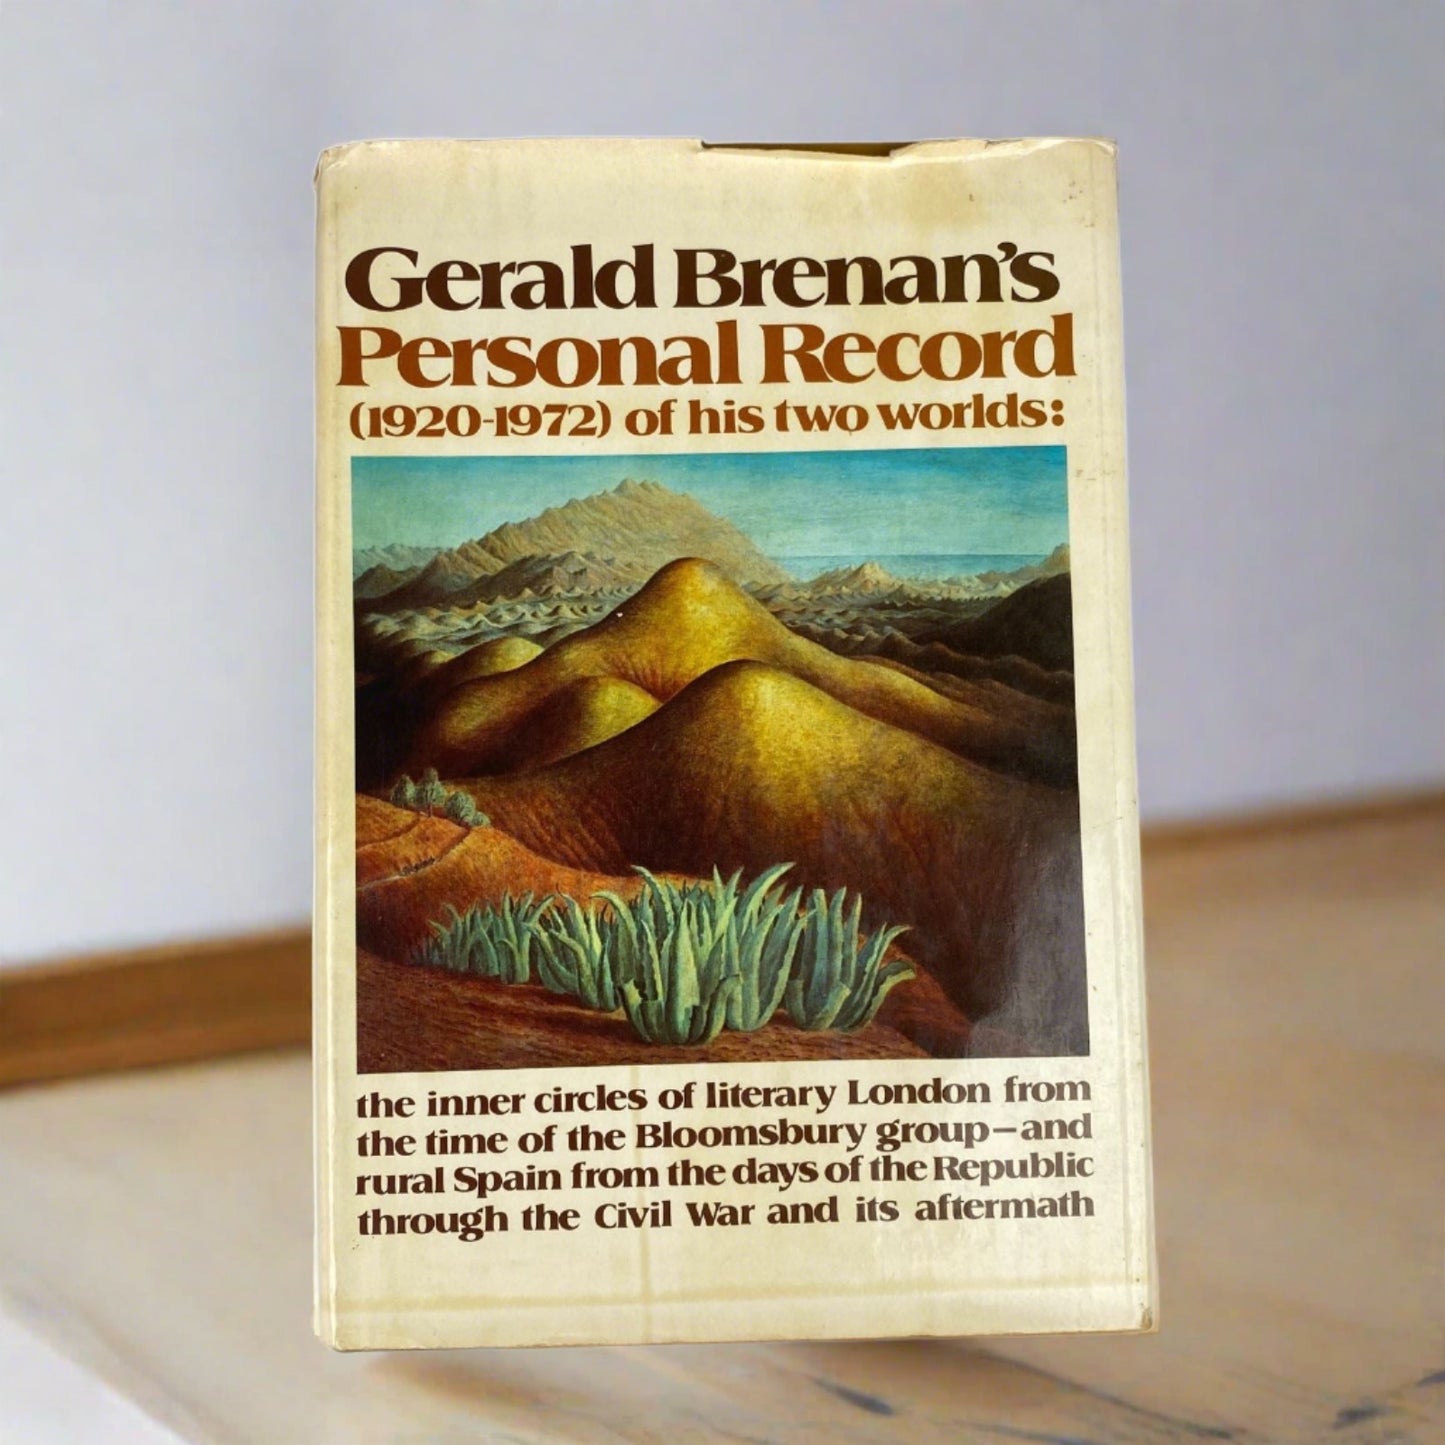 Gerald Brenan's
Personal Record
(1920-1972) of his two worlds:
the inner circles of literary London from
the time of the Bloomsbury group—and
rural Spain from the days of the Republic
through the Civil War and its aftermath